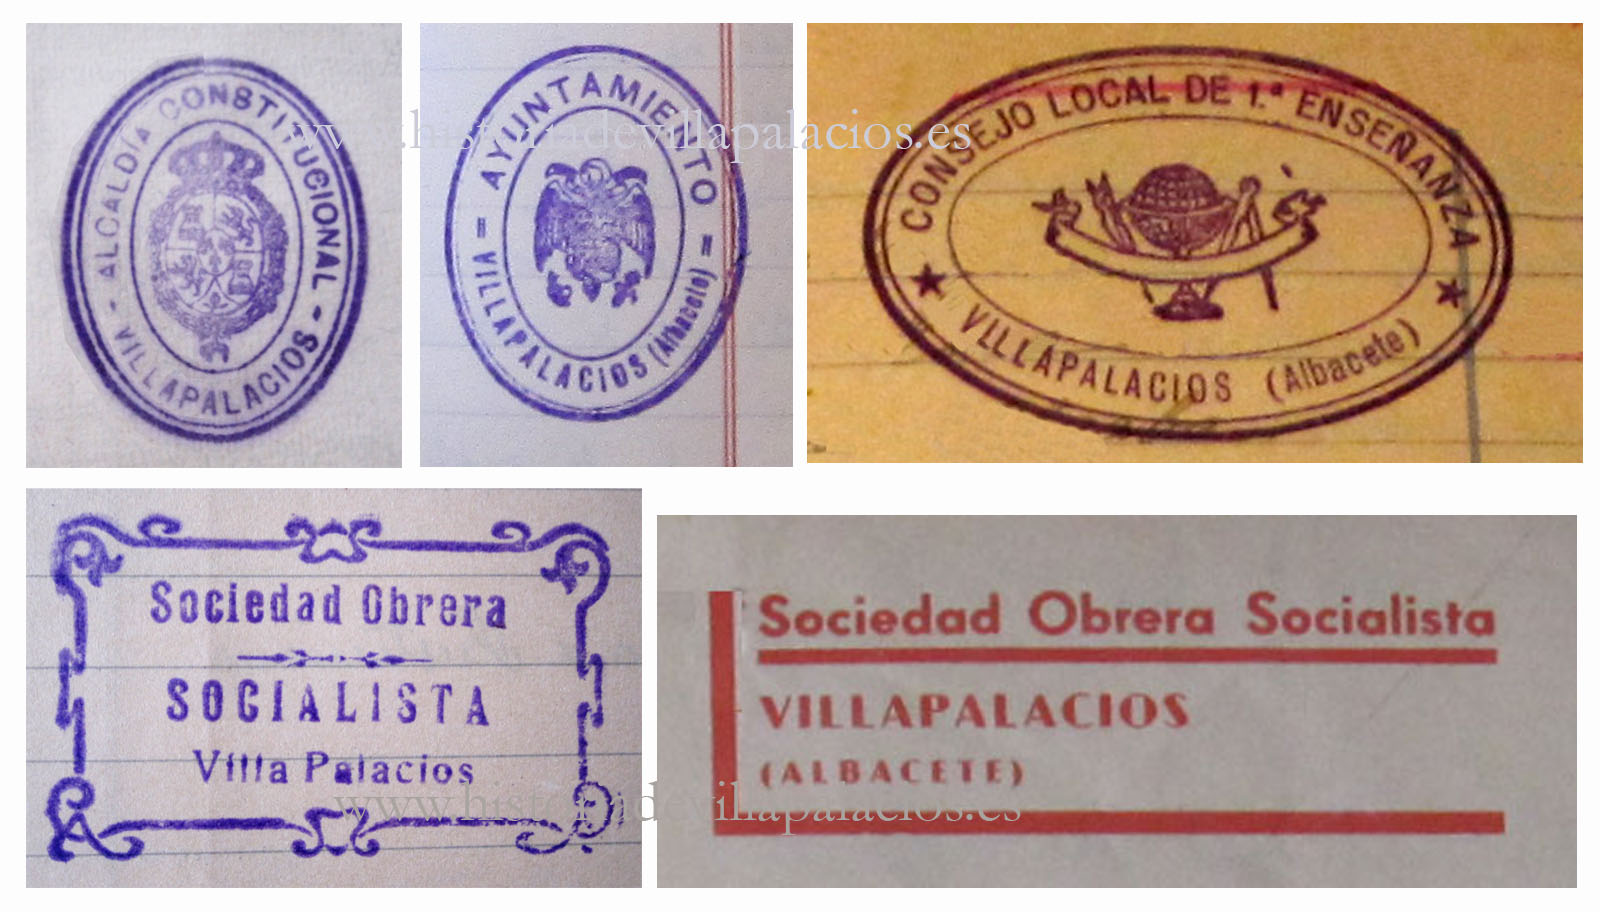 ALCALDÍA CONSTITUCIONAL
- VILLAPALACIOS -
AYUNTAMIENTO
= VILLAPALACIOS (Albacete) =
CONSEJO LOCAL DE 1.ª ENSEÑANZA
★ VILLAPALACIOS (Albacete) ★
www.historiadevillapalacios.es
Sociedad Obrera
SOCIALISTA
Villa Palacios
Sociedad Obrera Socialista
VILLAPALACIOS
(ALBACETE)
www.historiadevillapalacios.es